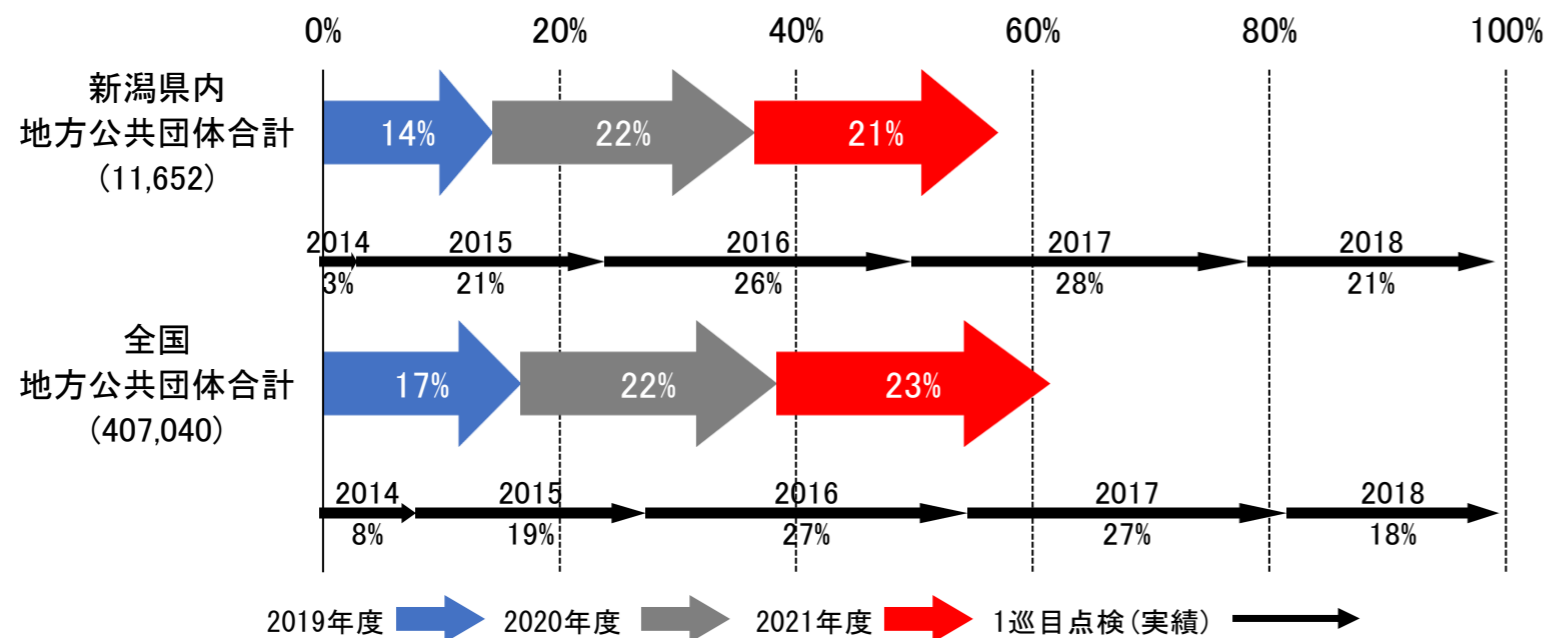 0% 20% 40% 60% 80% 100%
新潟県内
地方公共団体合計
(11,652)
14% 22% 21%
2014 2015 2016 2017 2018
3% 21% 26% 28% 21%
全国
地方公共団体合計
(407,040)
17% 22% 23%
2014 2015 2016 2017 2018
8% 19% 27% 27% 18%
2019年度 2020年度 2021年度 1巡目点検(実績)